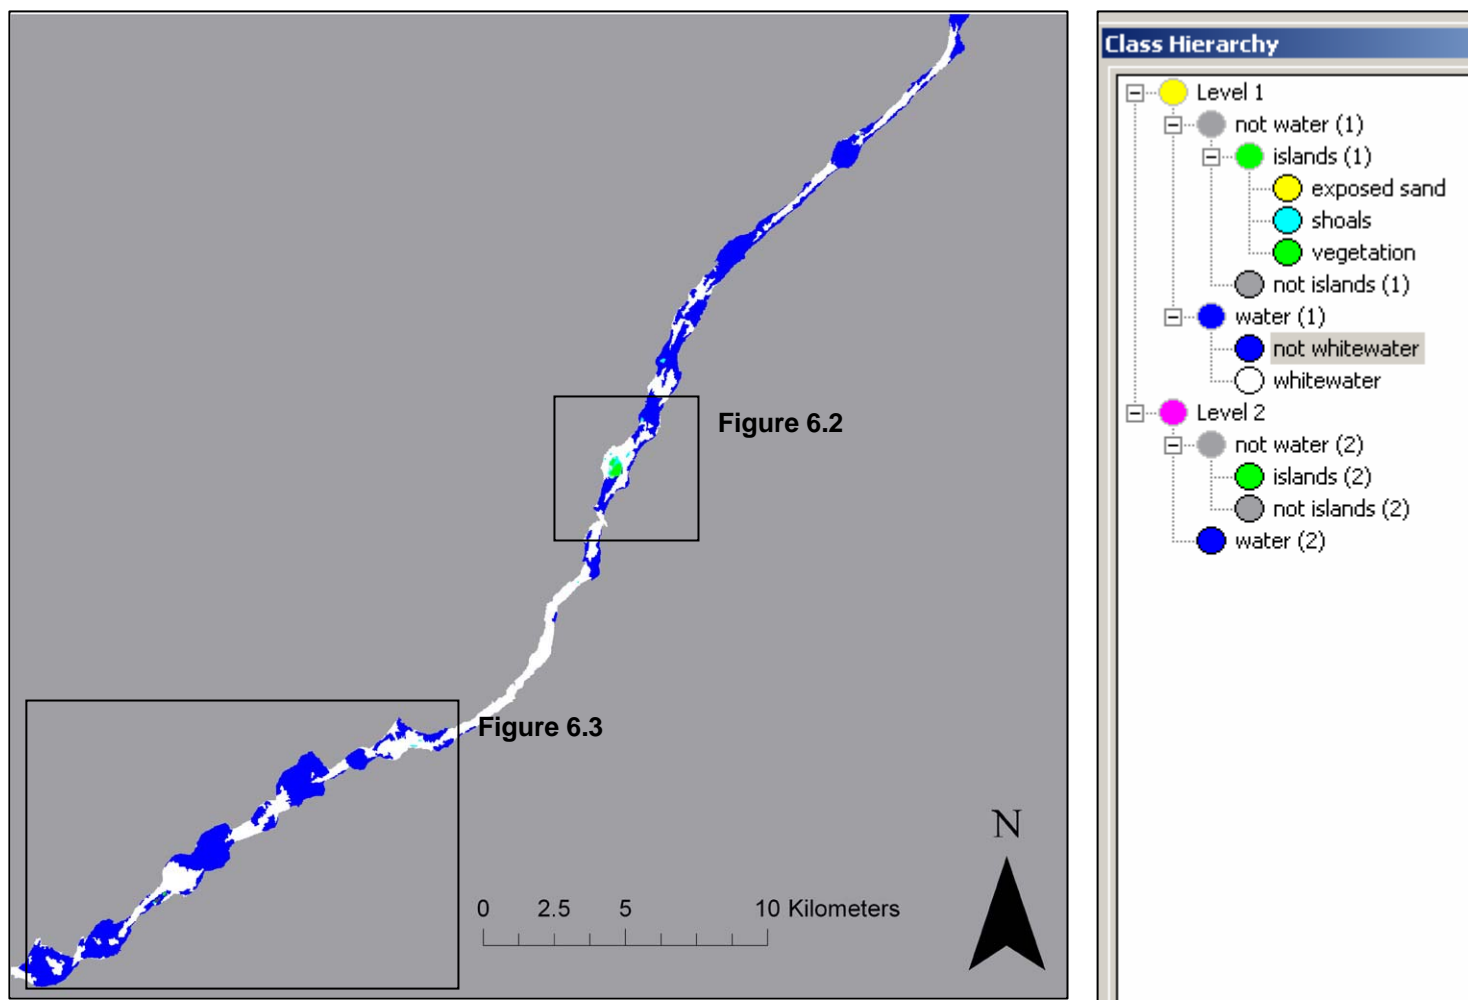 Figure 6.2
Figure 6.3
N
0 2.5 5 10 Kilometers
Class Hierarchy
Level 1
not water (1)
islands (1)
exposed sand
shoals
vegetation
not islands (1)
water (1)
not whitewater
whitewater
Level 2
not water (2)
islands (2)
not islands (2)
water (2)